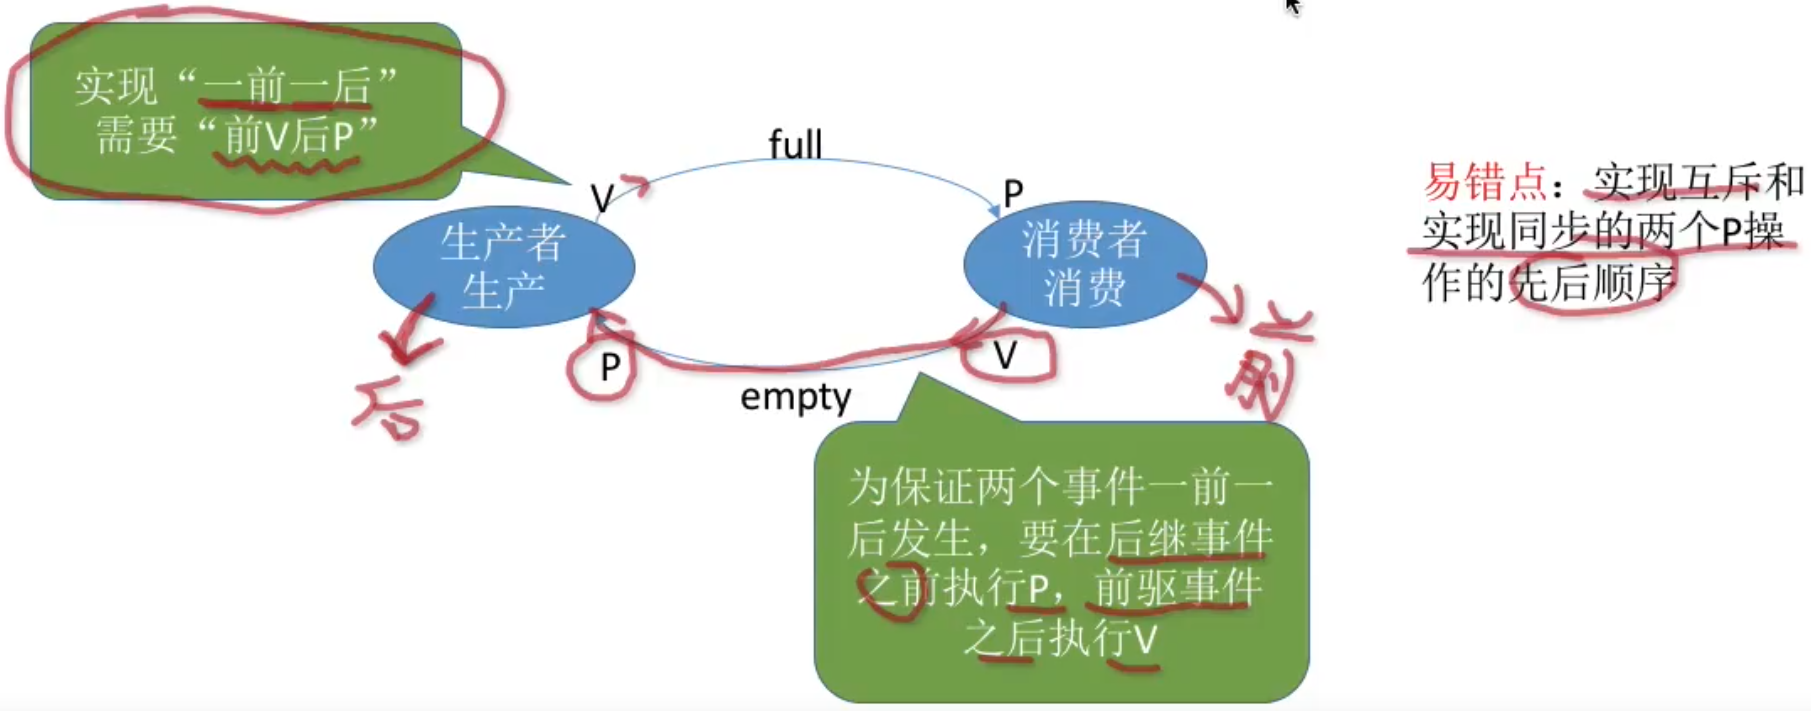 实现“一前一后”
需要“前V后P”
full
V
P
生产者
生产
消费者
消费
易错点：实现互斥和
实现同步的两个P操
作的先后顺序
P
V
empty
后
为保证两个事件一前一
后发生，要在后继事件
之前执行P，前驱事件
之后执行V